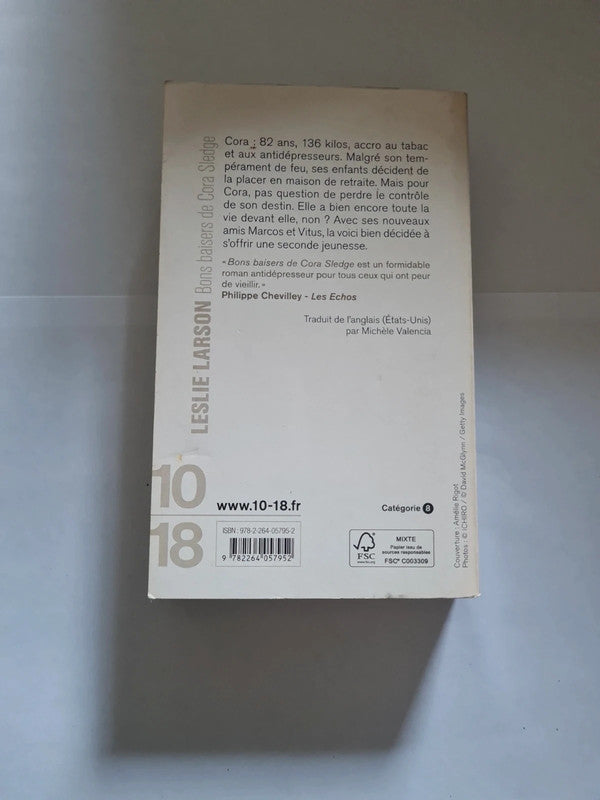 Cora : 82 ans, 136 kilos, accro au tabac
et aux antidépresseurs. Malgré son tem-
pérament de feu, ses enfants décident de
la placer en maison de retraite. Mais pour
Cora, pas question de perdre le contrôle
de son destin. Elle a bien encore toute la
vie devant elle, non ? Avec ses nouveaux
amis Marcos et Vitus, la voici bien décidée à
s'offrir une seconde jeunesse.
« Bons baisers de Cora Sledge est un formidable
roman antidépresseur pour tous ceux qui ont peur
de vieillir. »
Philippe Chevilley - Les Echos
Traduit de l'anglais (États-Unis)
par Michèle Valencia
LESLIE LARSON Bons baisers de Cora Sledge
10
18
www.10-18.fr
Catégorie 8
ISBN : 978-2-264-05795-2
9 782264 057952
FSC
www.fsc.org
MIXTE
Papier issu de
sources responsables
FSC® C003309
Couverture : Amélie Rigot
Photos : © ICHIRO / © David McGlynn / Getty Images